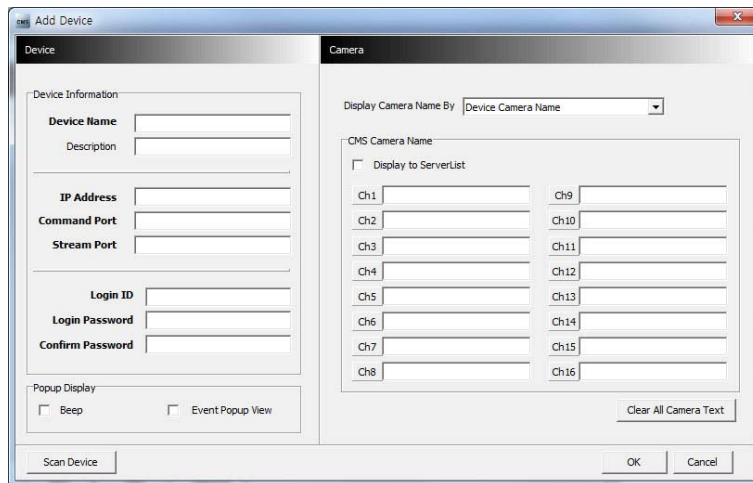 CMS Add Device
Device
Device Information
Device Name
Description
IP Address
Command Port
Stream Port
Login ID
Login Password
Confirm Password
Popup Display
Beep
Event Popup View
Scan Device
Camera
Display Camera Name By Device Camera Name
CMS Camera Name
Display to ServerList
Ch1 Ch9
Ch2 Ch10
Ch3 Ch11
Ch4 Ch12
Ch5 Ch13
Ch6 Ch14
Ch7 Ch15
Ch8 Ch16
Clear All Camera Text
OK Cancel